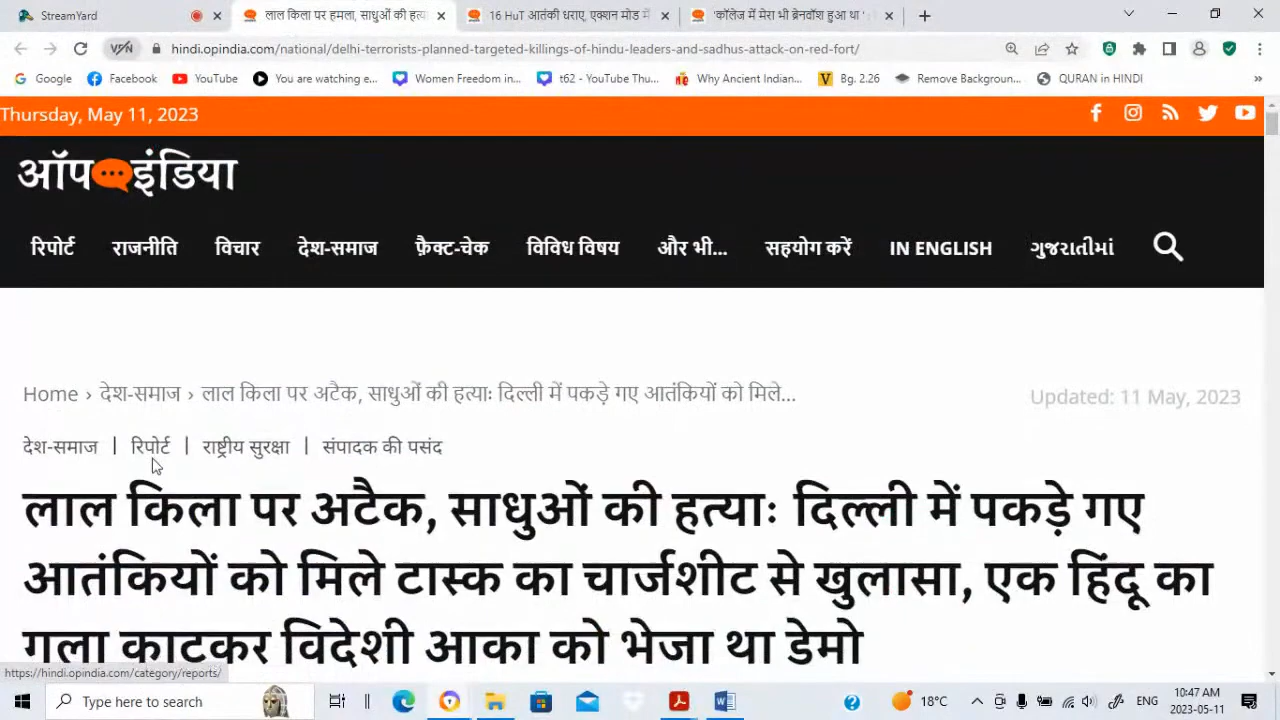 StreamYard
लाल किला पर हमला, साधुओं की हत्य
16 HuT आतंकी धराए, एक्शन मोड में
'कॉलेज में मेरा भी ब्रेनवॉश हुआ था'
VPN
hindi.opindia.com/national/delhi-terrorists-planned-targeted-killings-of-hindu-leaders-and-sadhus-attack-on-red-fort/
Google
Facebook
YouTube
You are watching e...
Women Freedom in...
t62 - YouTube Thu...
Why Ancient Indian...
Bg. 2.26
Remove Backgroun...
QURAN in HINDI
»
Thursday, May 11, 2023
ऑप इंडिया
रिपोर्ट राजनीति विचार देश-समाज फ़ैक्ट-चेक विविध विषय और भी... सहयोग करें IN ENGLISH ગુજરાતીમાં
Home › देश-समाज › लाल किला पर अटैक, साधुओं की हत्याः दिल्ली में पकड़े गए आतंकियों को मिले...
Updated: 11 May, 2023
देश-समाज | रिपोर्ट | राष्ट्रीय सुरक्षा | संपादक की पसंद
लाल किला पर अटैक, साधुओं की हत्याः दिल्ली में पकड़े गए
आतंकियों को मिले टास्क का चार्जशीट से खुलासा, एक हिंदू का
गला काटकर विदेशी आका को भेजा था डेमो
https://hindi.opindia.com/category/reports/
Type here to search
18°C
ENG
10:47 AM
2023-05-11